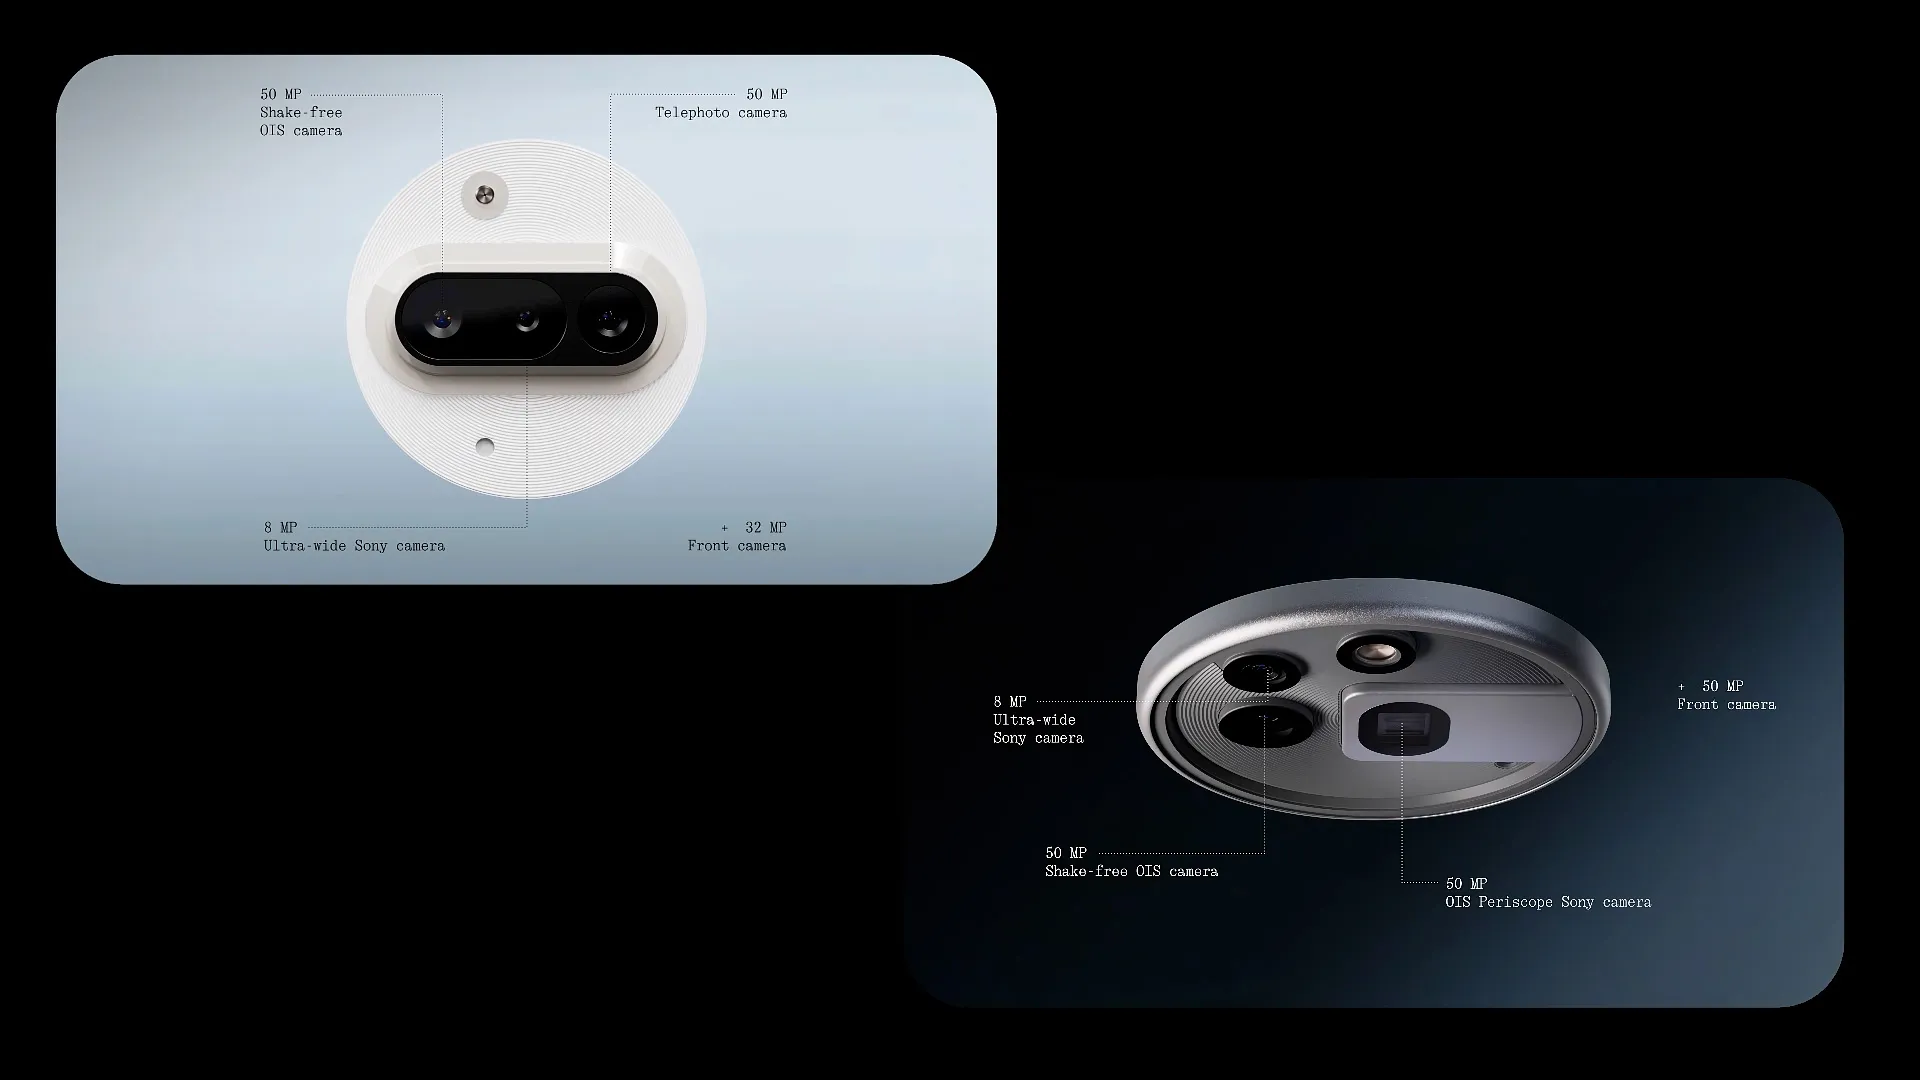 50 MP
Shake-free
OIS camera
50 MP
Telephoto camera
8 MP
Ultra-wide Sony camera
+ 32 MP
Front camera
8 MP
Ultra-wide
Sony camera
+ 50 MP
Front camera
50 MP
Shake-free OIS camera
50 MP
OIS Periscope Sony camera